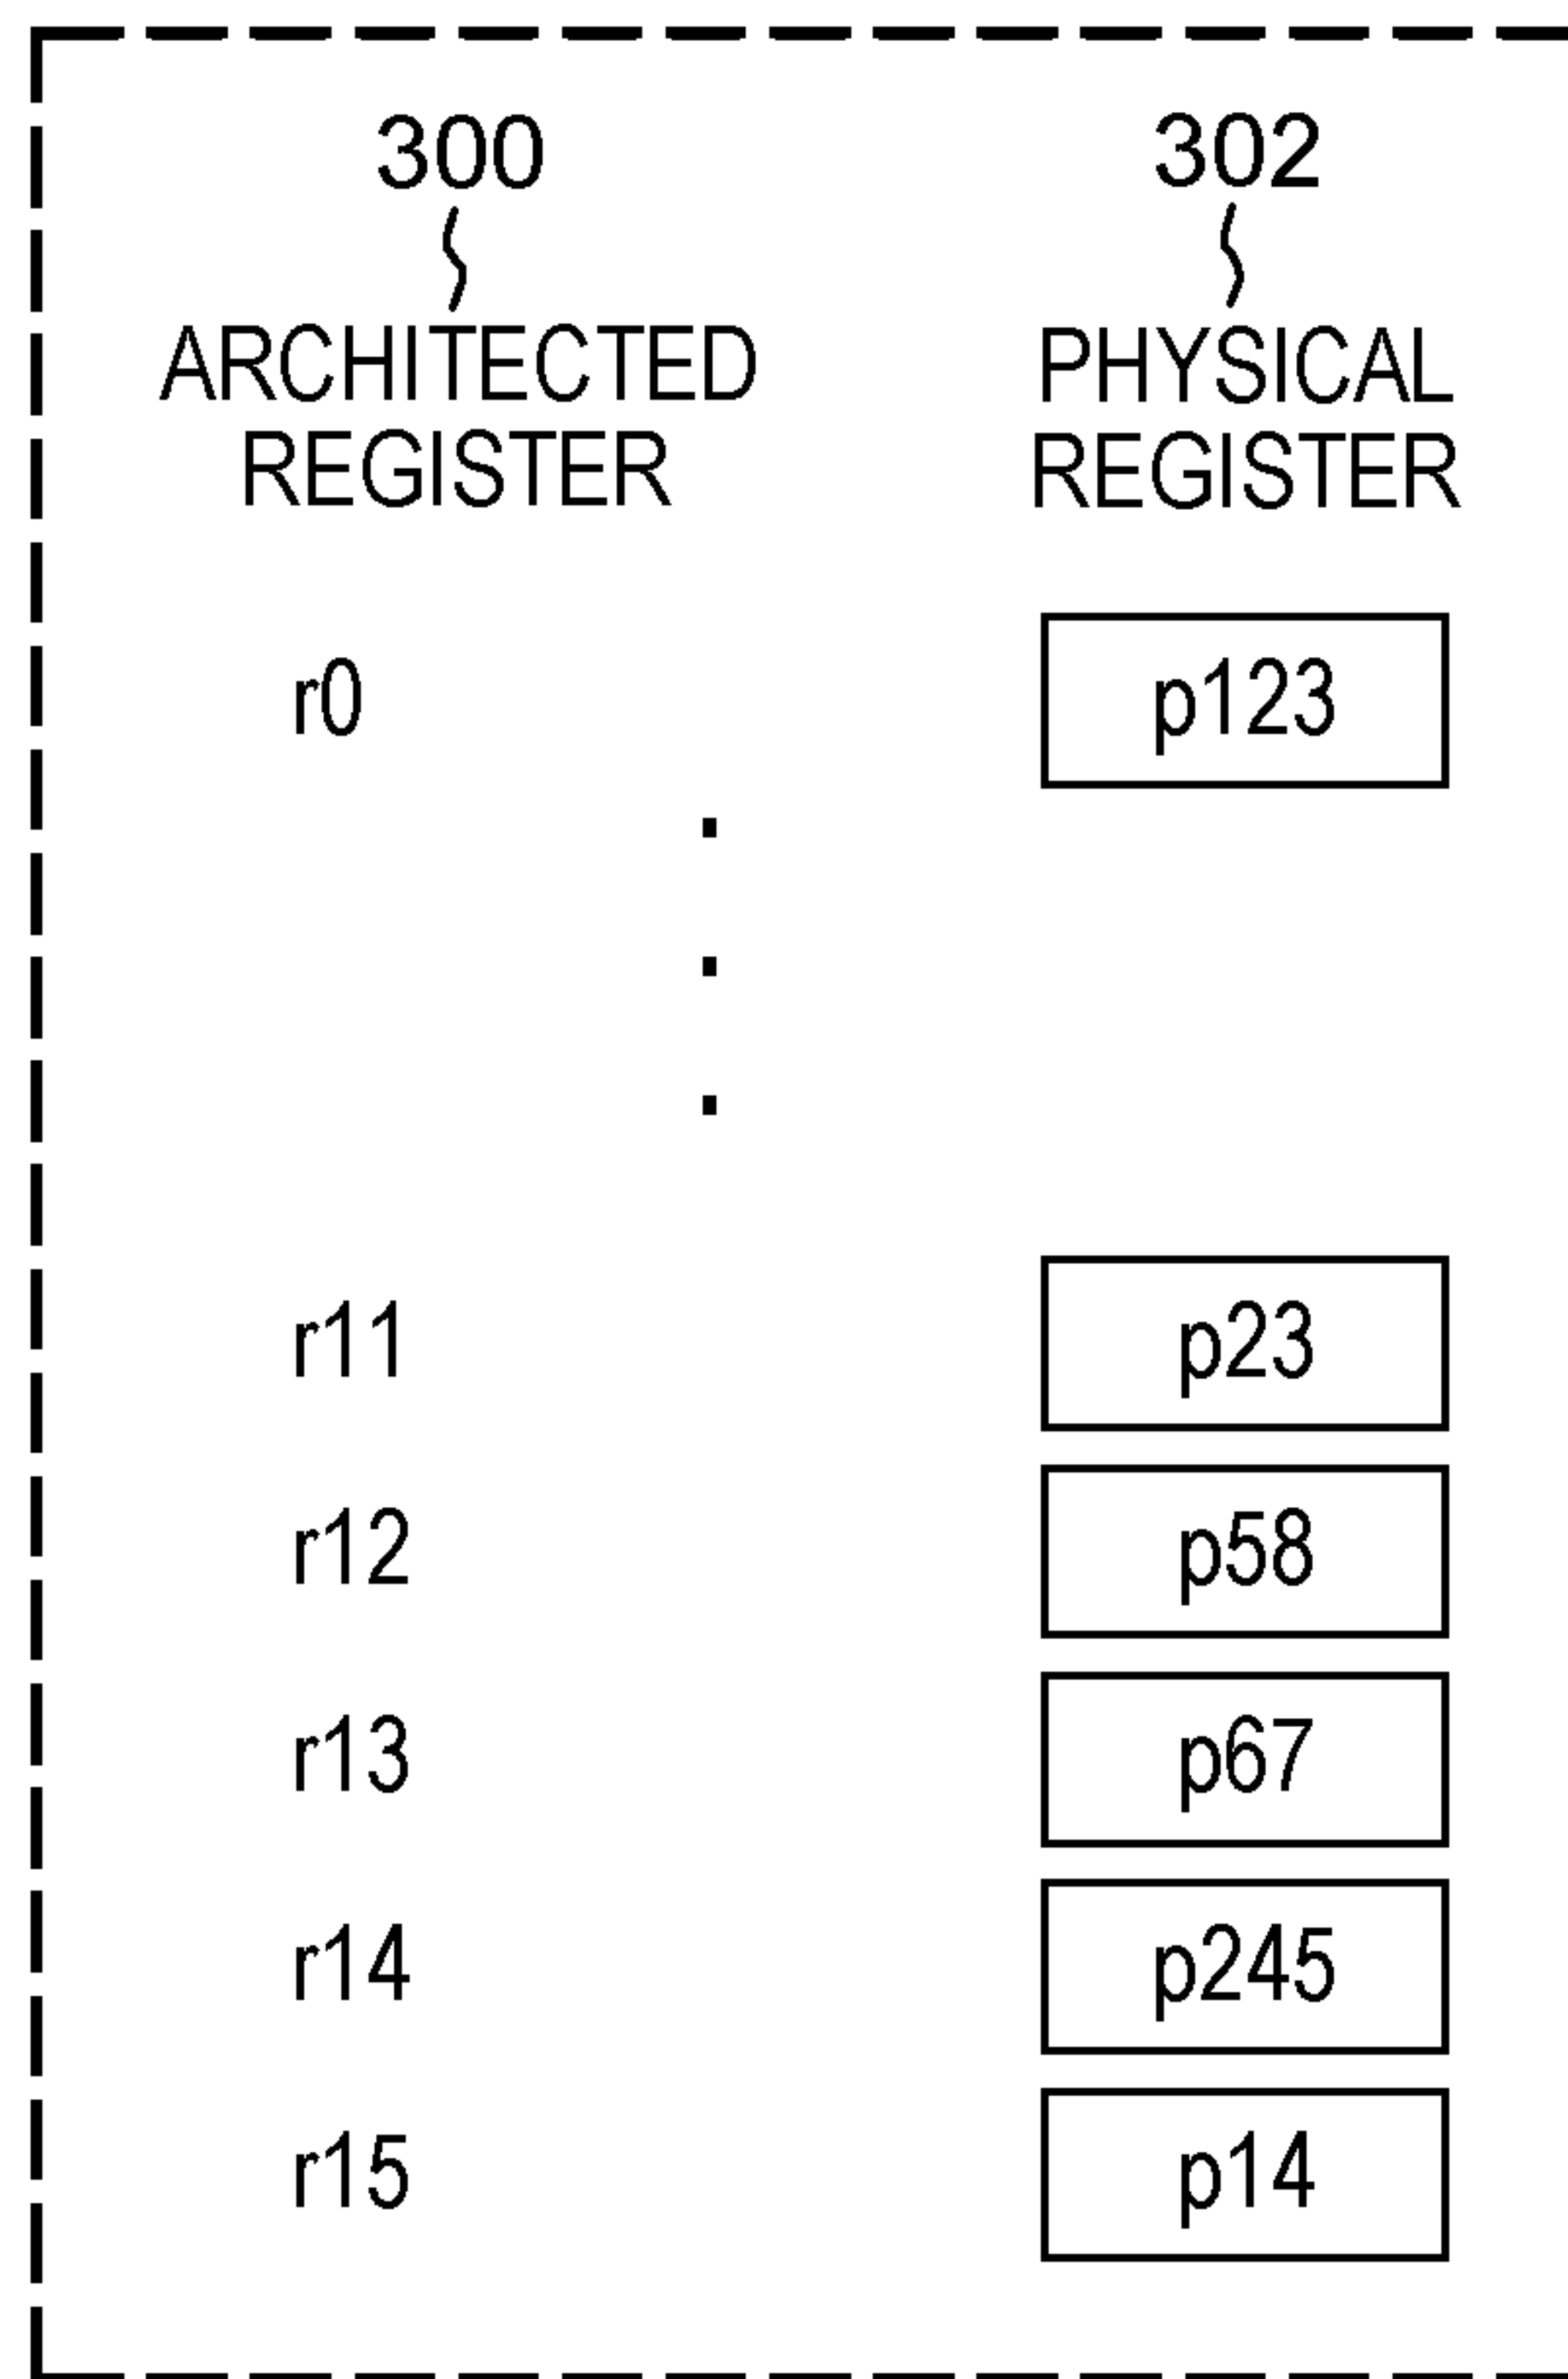 300 302
ARCHITECTED PHYSICAL
REGISTER REGISTER
r0 p123
.
.
.
r11 p23
r12 p58
r13 p67
r14 p245
r15 p14